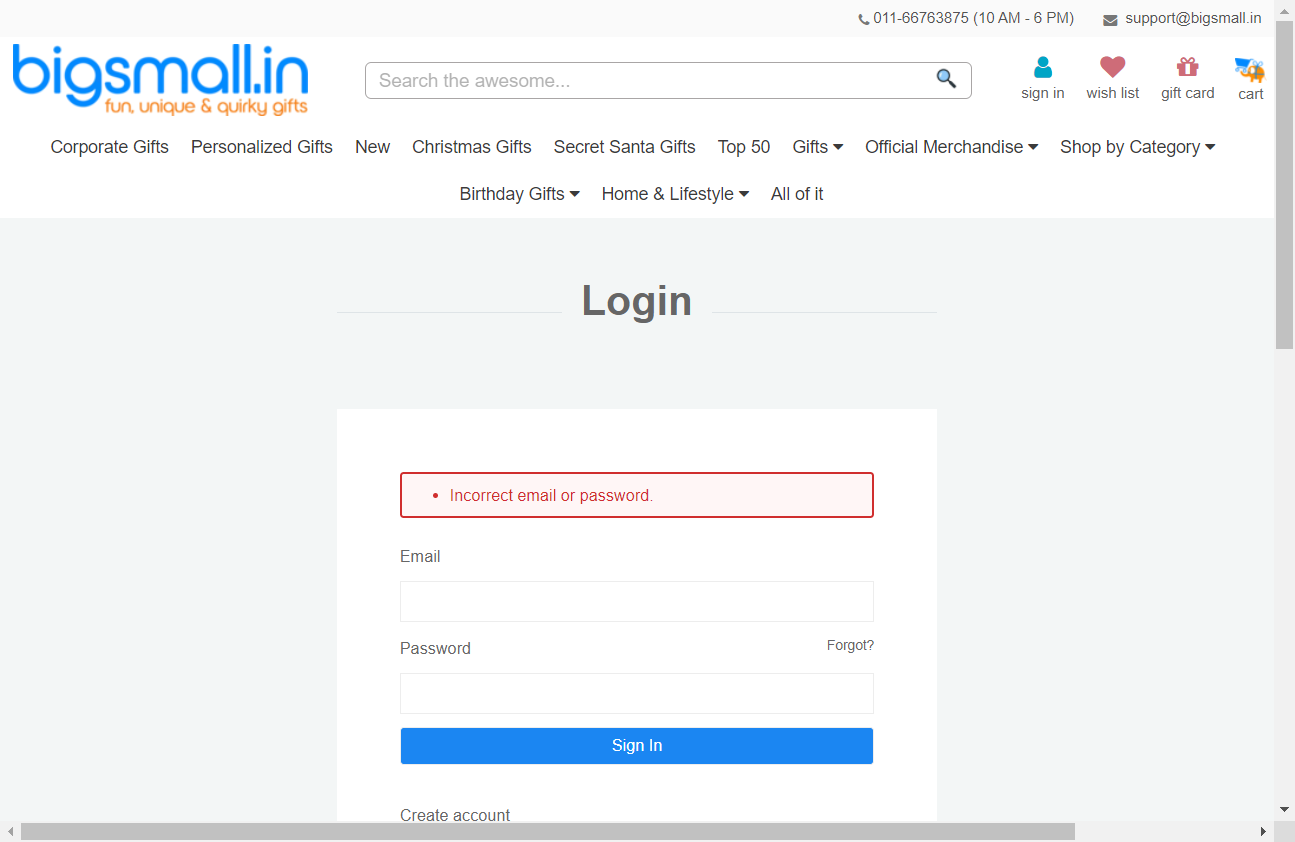 011-66763875 (10 AM - 6 PM) support@bigsmall.in
bigsmall.in
fun, unique & quirky gifts
Search the awesome...
sign in wish list gift card cart
Corporate Gifts Personalized Gifts New Christmas Gifts Secret Santa Gifts Top 50 Gifts Official Merchandise Shop by Category
Birthday Gifts Home & Lifestyle All of it
Login
Incorrect email or password.
Email
Password Forgot?
Sign In
Create account